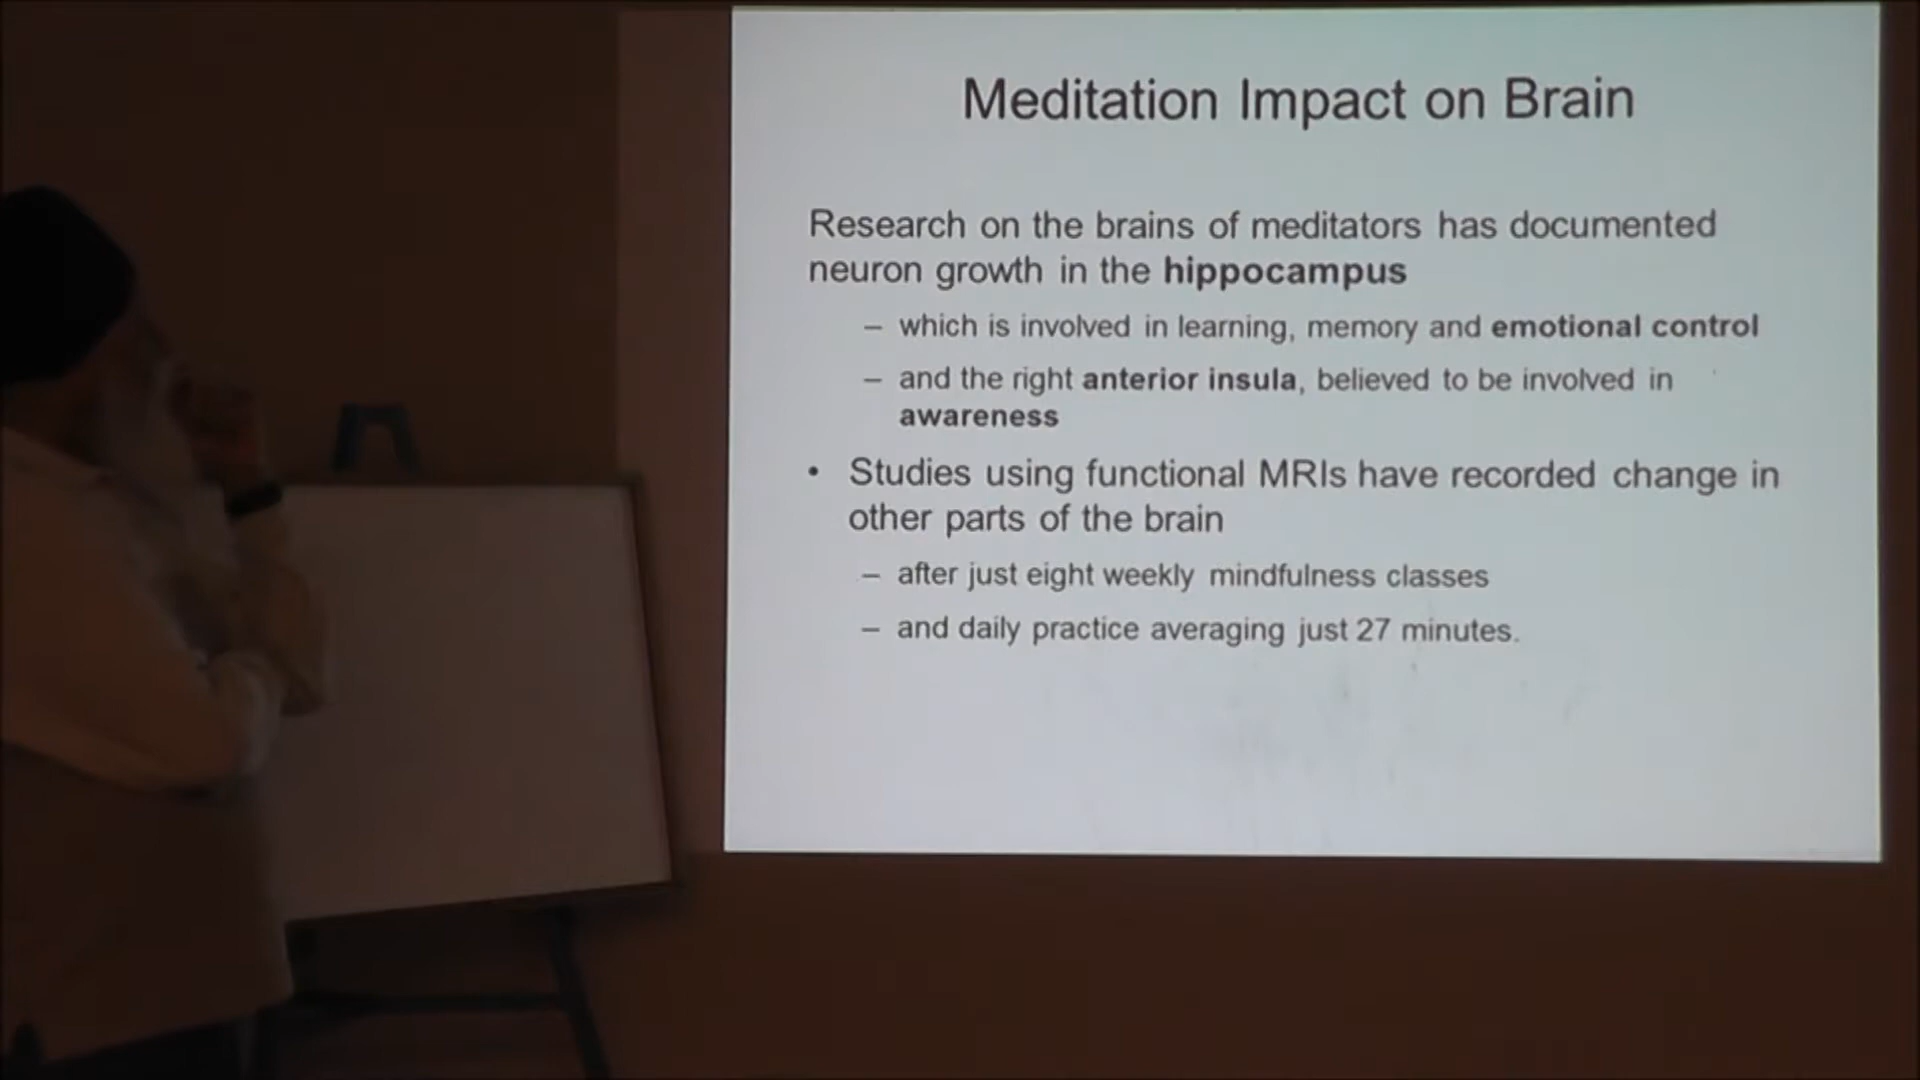 Meditation Impact on Brain
Research on the brains of meditators has documented
neuron growth in the hippocampus
– which is involved in learning, memory and emotional control
– and the right anterior insula, believed to be involved in
awareness
• Studies using functional MRIs have recorded change in
other parts of the brain
– after just eight weekly mindfulness classes
– and daily practice averaging just 27 minutes.